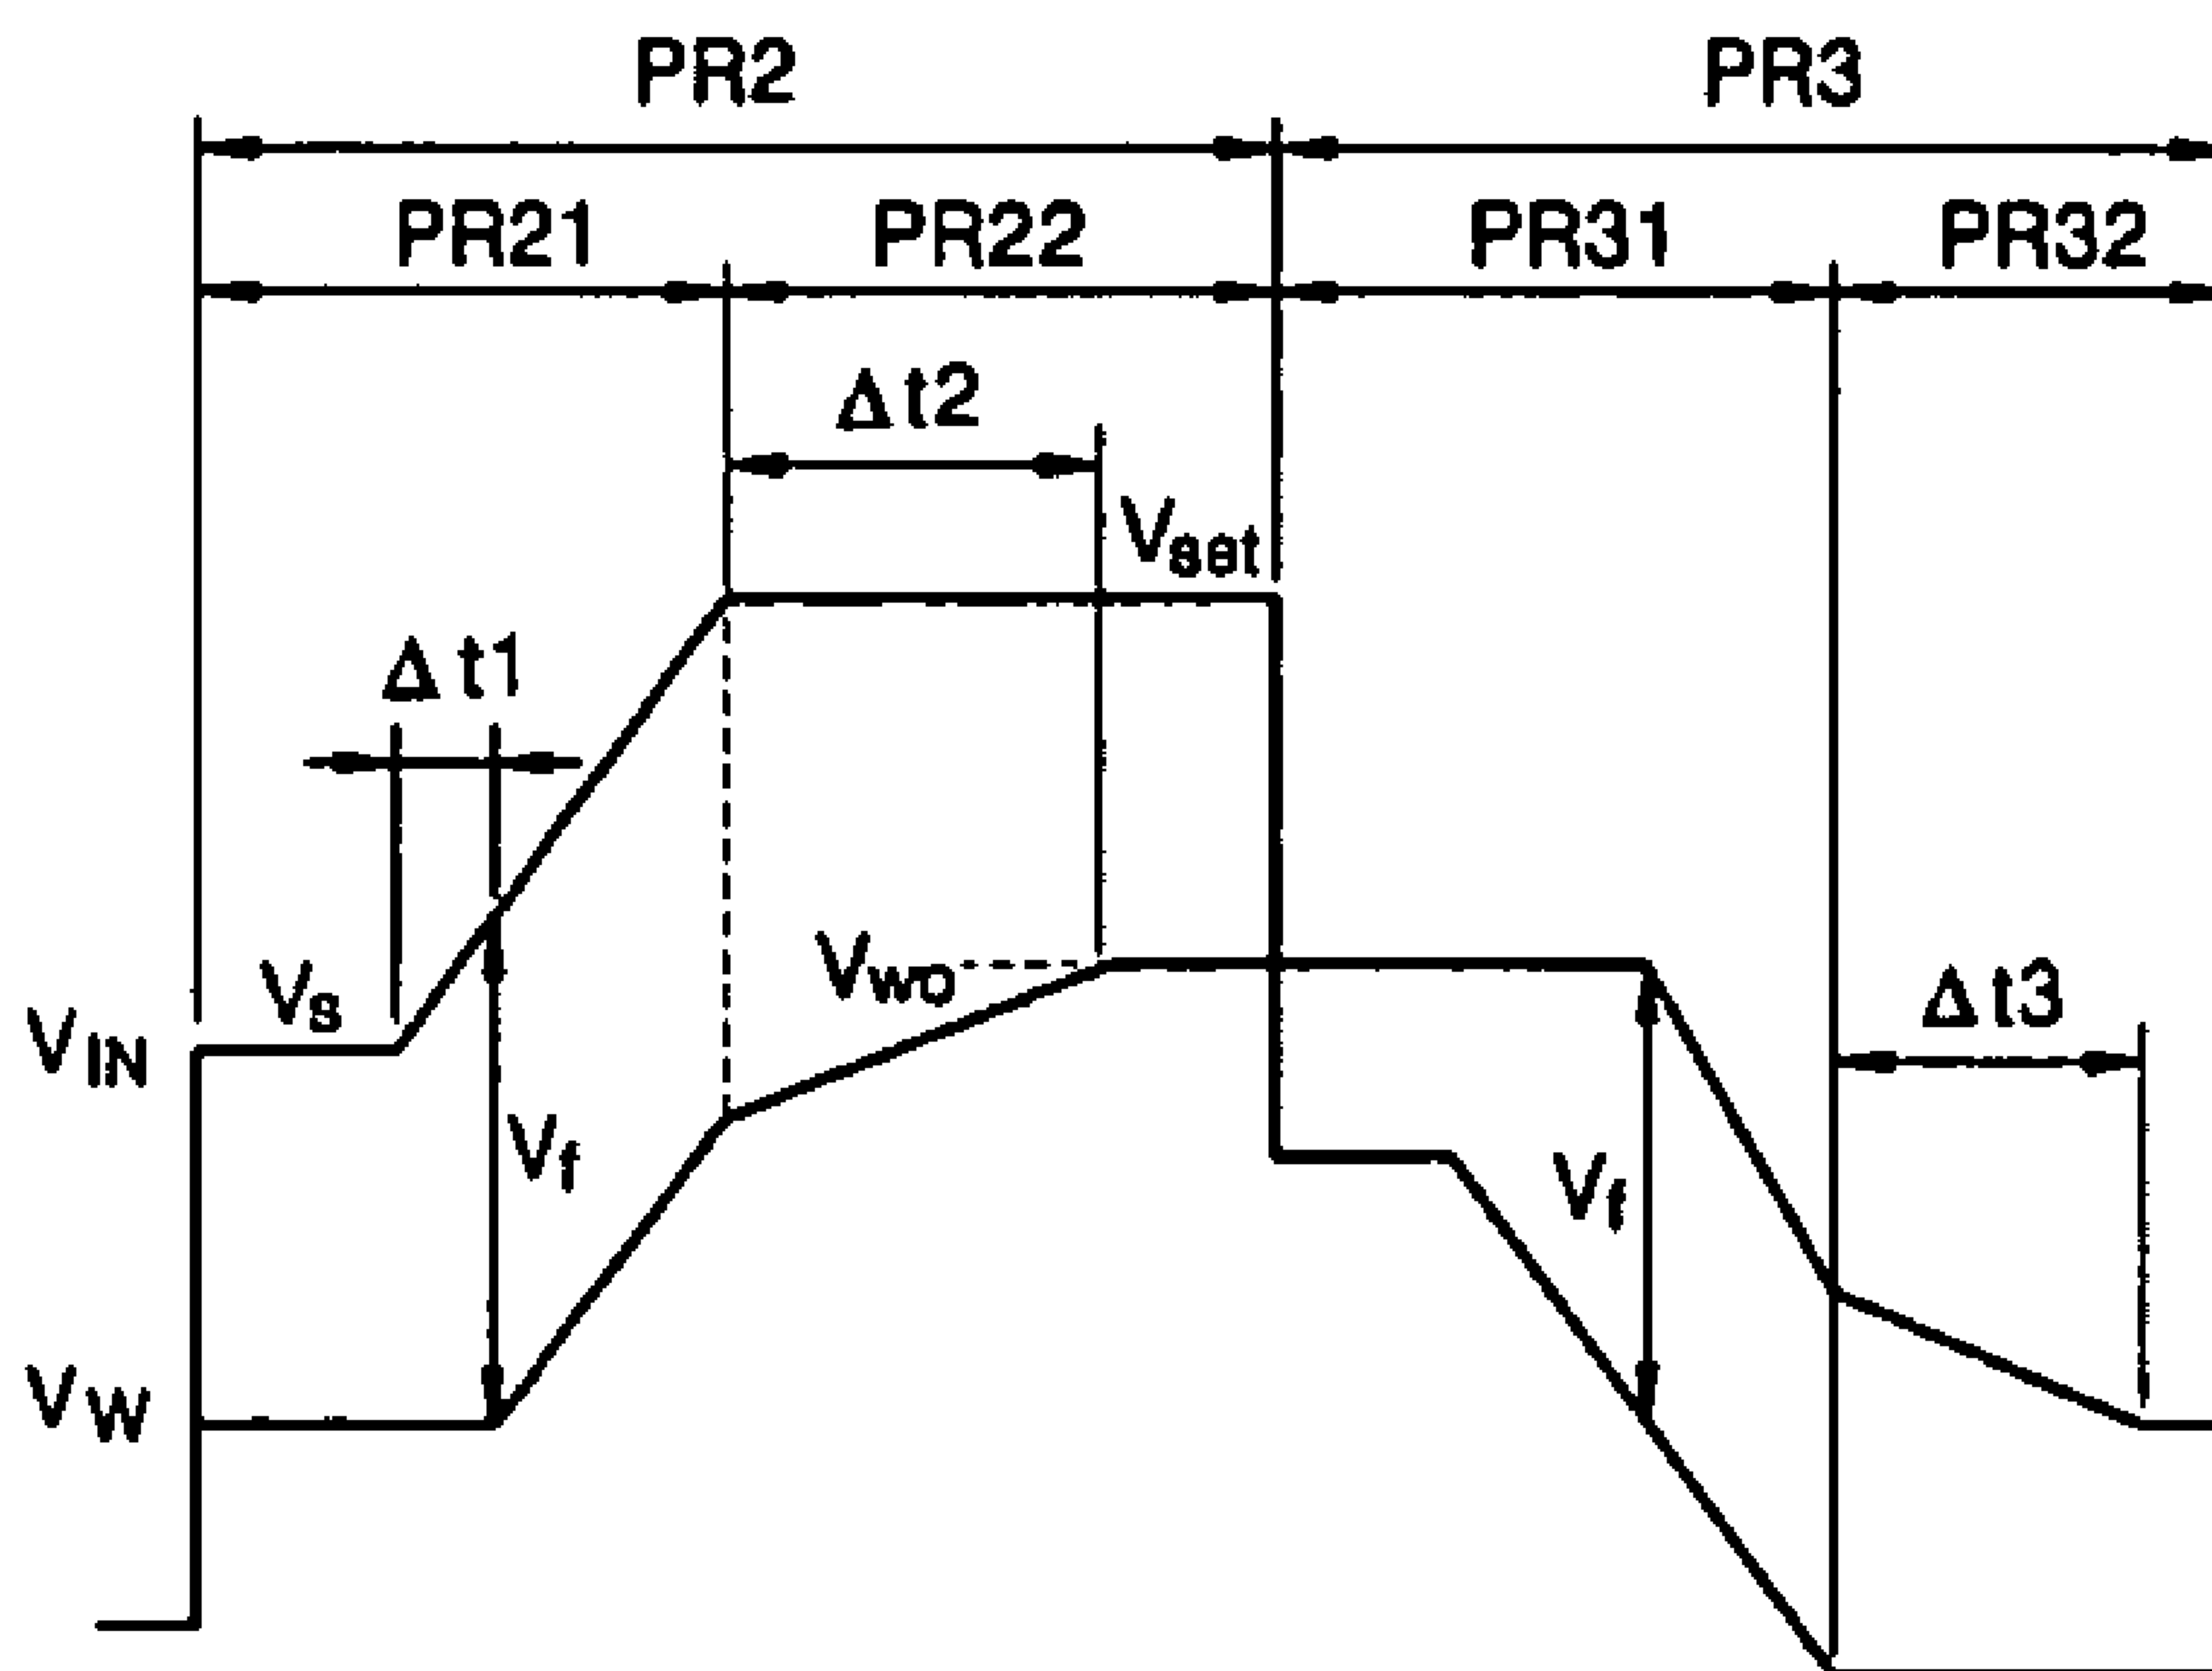 PR2 PR3
PR21 PR22 PR31 PR32
Δt2
Vset
Δt1
Vwo
Vs
Δt3
VIN
Vf
Vf
VW